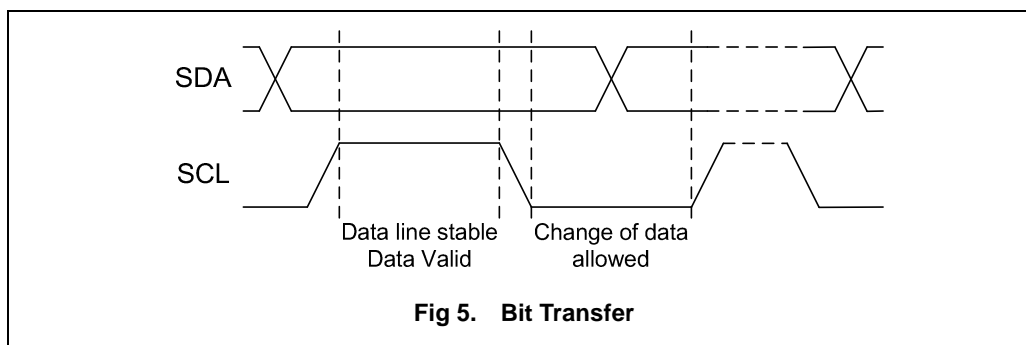 SDA
SCL
Data line stable
Data Valid
Change of data
allowed
Fig 5. Bit Transfer